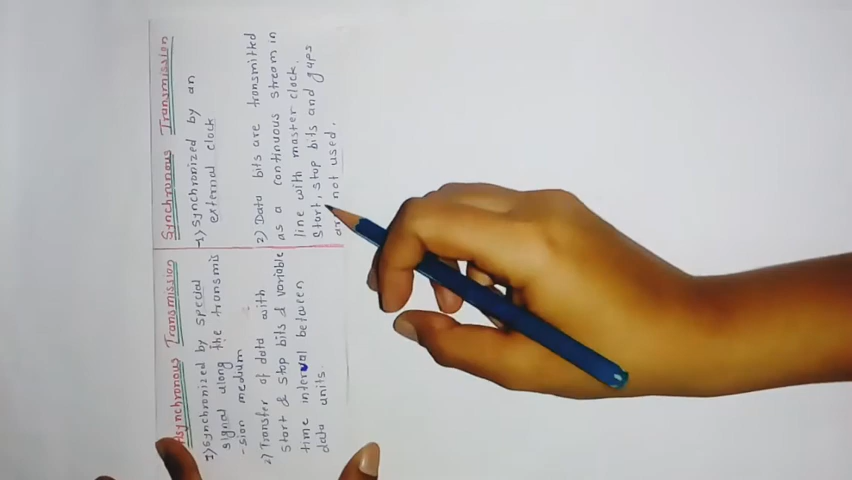 Asynchronous Transmission
1) Synchronized by special
signal along the transmis
-sion medium
2) Transfer of data with
start & stop bits & variable
time interval between
data units.
Synchronous Transmission
1) Synchronized by an
external clock
2) Data bits are transmitted
as a continuous stream in
line with master clock.
Start, stop bits and gaps
are not used.